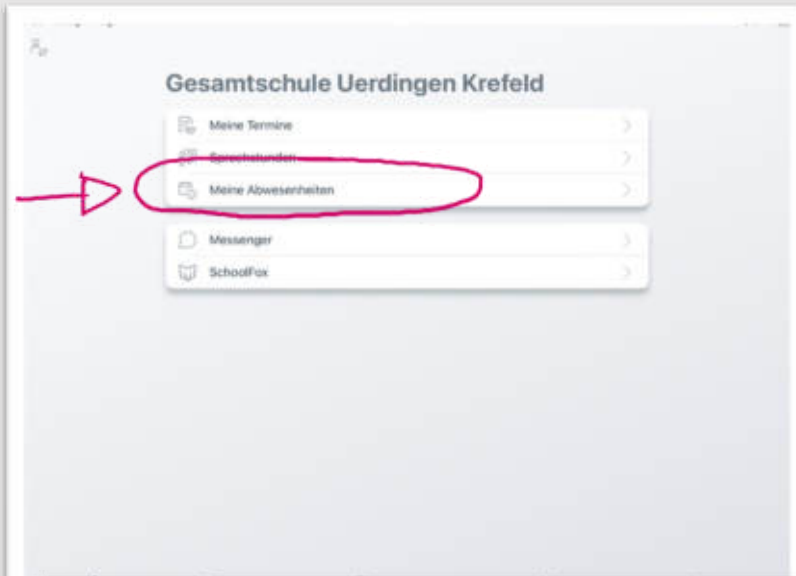 Gesamtschule Uerdingen Krefeld
Meine Termine
Sprechstunden
Meine Abwesenheiten
Messenger
SchoolFox